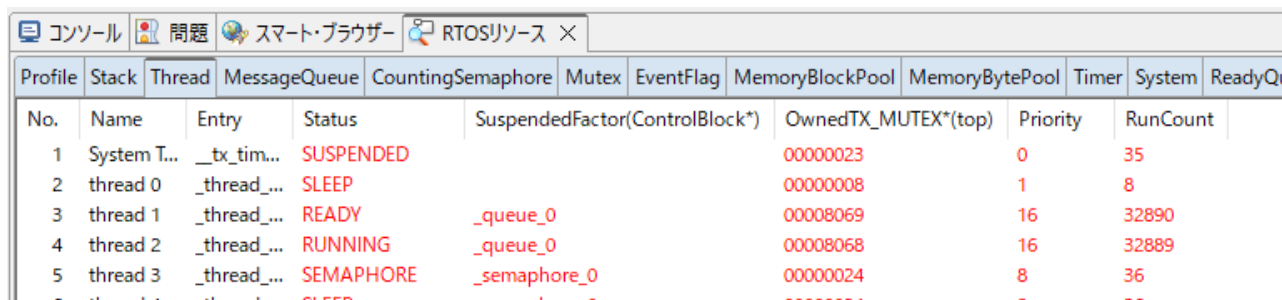 コンソール 問題 スマート・ブラウザー RTOSリソース
Profile Stack Thread MessageQueue CountingSemaphore Mutex EventFlag MemoryBlockPool MemoryBytePool Timer System ReadyQu
No. Name Entry Status SuspendedFactor(ControlBlock*) OwnedTX_MUTEX*(top) Priority RunCount
1 System T... __tx_tim... SUSPENDED 00000023 0 35
2 thread 0 _thread_... SLEEP 00000008 1 8
3 thread 1 _thread_... READY _queue_0 00008069 16 32890
4 thread 2 _thread_... RUNNING _queue_0 00008068 16 32889
5 thread 3 _thread_... SEMAPHORE _semaphore_0 00000024 8 36